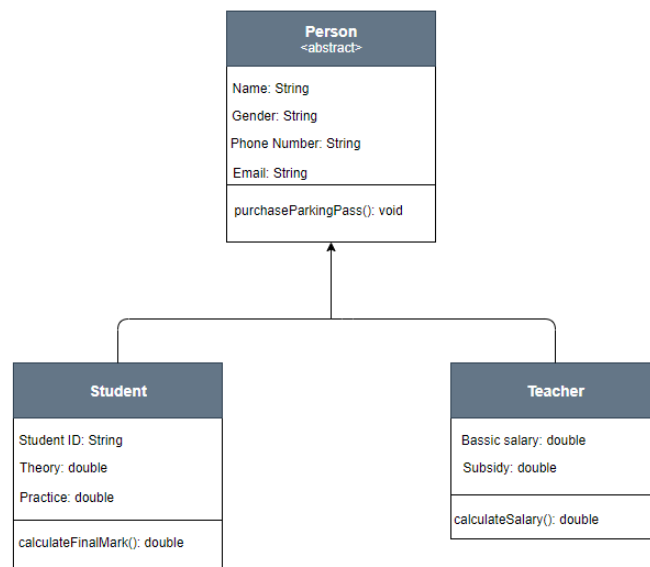 Person
<abstract>
Name: String
Gender: String
Phone Number: String
Email: String
purchaseParkingPass(): void
Student
Student ID: String
Theory: double
Practice: double
calculateFinalMark(): double
Teacher
Bassic salary: double
Subsidy: double
calculateSalary(): double